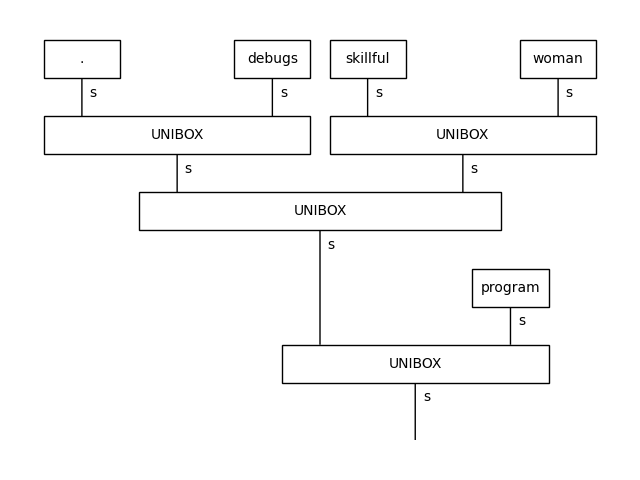 . debugs skillful woman
s s s s
UNIBOX UNIBOX
s s
UNIBOX
s
program
s
UNIBOX
s